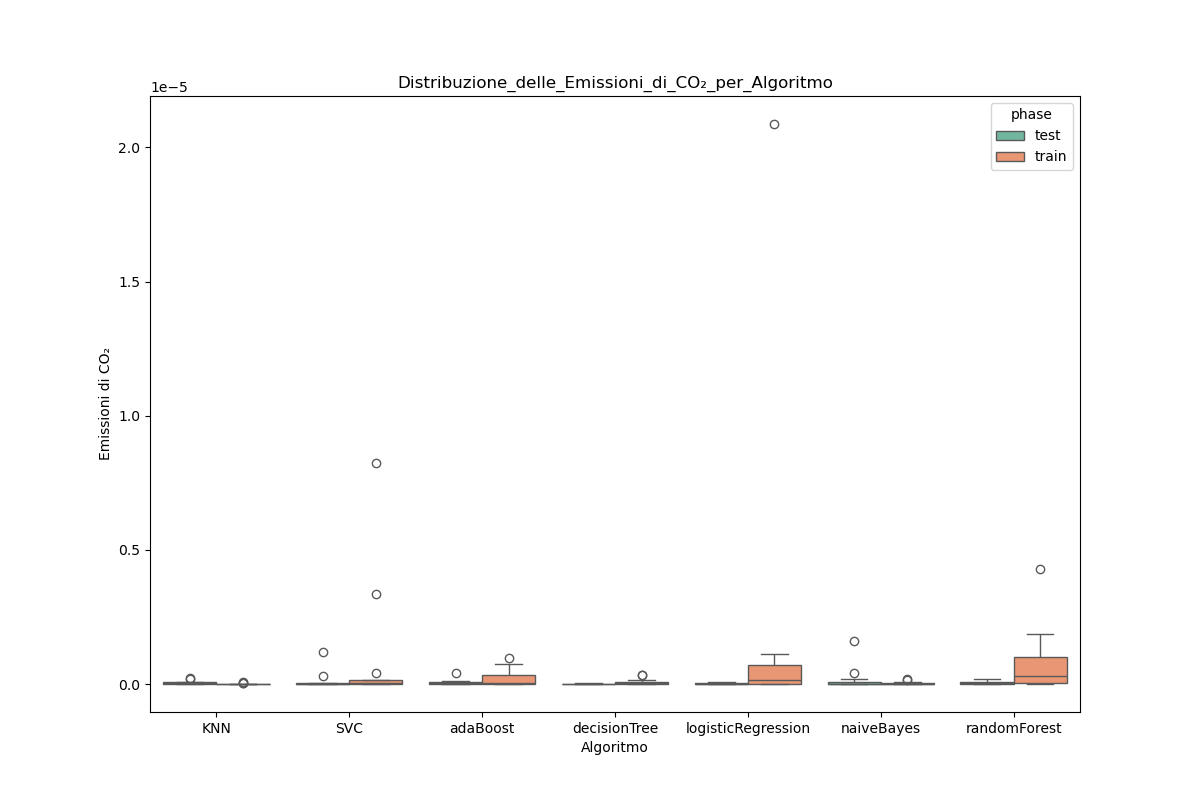 Distribuzione_delle_Emissioni_di_CO₂_per_Algoritmo
1e−5
phase
test
train
2.0
1.5
1.0
0.5
0.0
Emissioni di CO₂
KNN
SVC
adaBoost
decisionTree
logisticRegression
naiveBayes
randomForest
Algoritmo